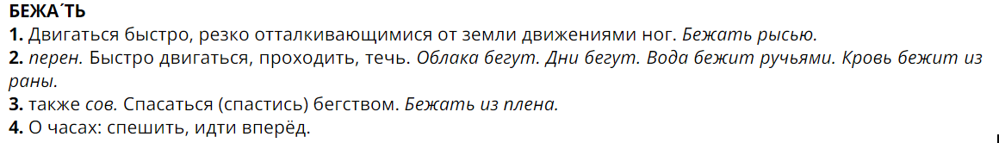 БЕЖА´ТЬ
1. Двигаться быстро, резко отталкивающимися от земли движениями ног. Бежать рысью.
2. перен. Быстро двигаться, проходить, течь. Облака бегут. Дни бегут. Вода бежит ручьями. Кровь бежит из
раны.
3. также сов. Спасаться (спастись) бегством. Бежать из плена.
4. О часах: спешить, идти вперёд.